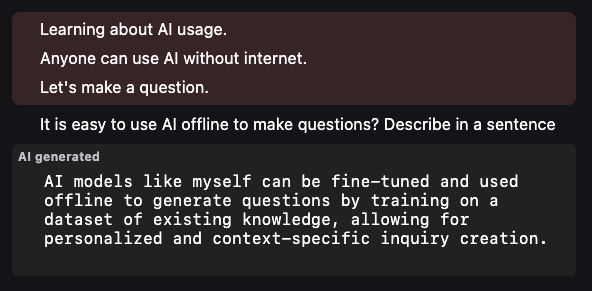 Learning about AI usage.
Anyone can use AI without internet.
Let's make a question.
It is easy to use AI offline to make questions? Describe in a sentence
AI generated
AI models like myself can be fine-tuned and used
offline to generate questions by training on a
dataset of existing knowledge, allowing for
personalized and context-specific inquiry creation.